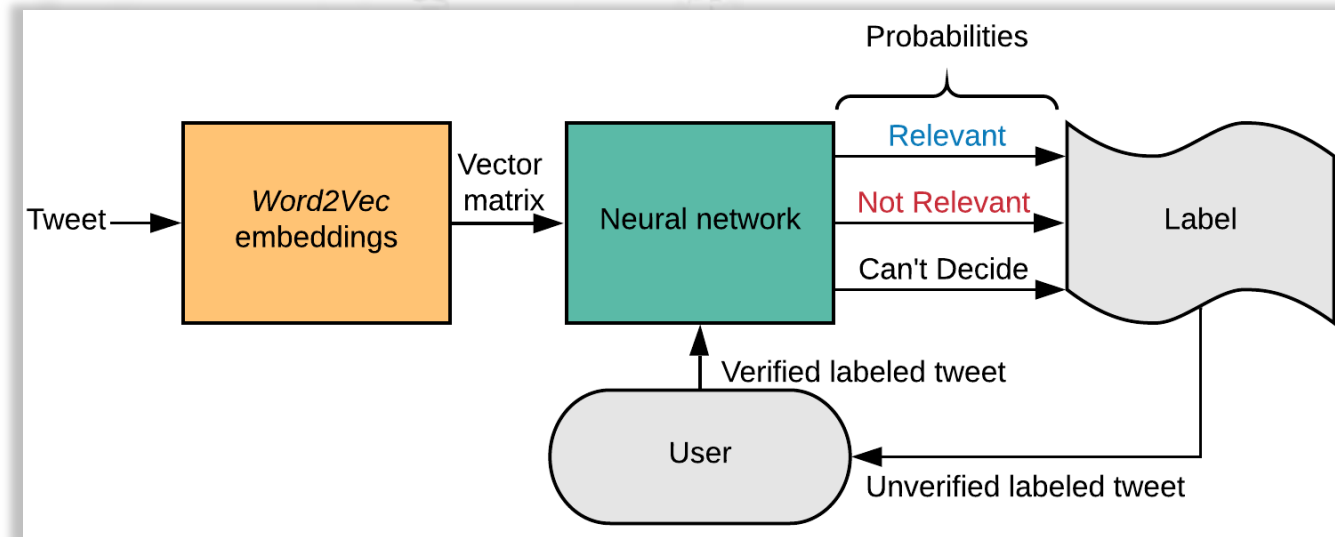 Probabilities
Relevant
Vector
matrix
Word2Vec
embeddings
Tweet
Neural network
Not Relevant
Label
Can't Decide
Verified labeled tweet
User
Unverified labeled tweet